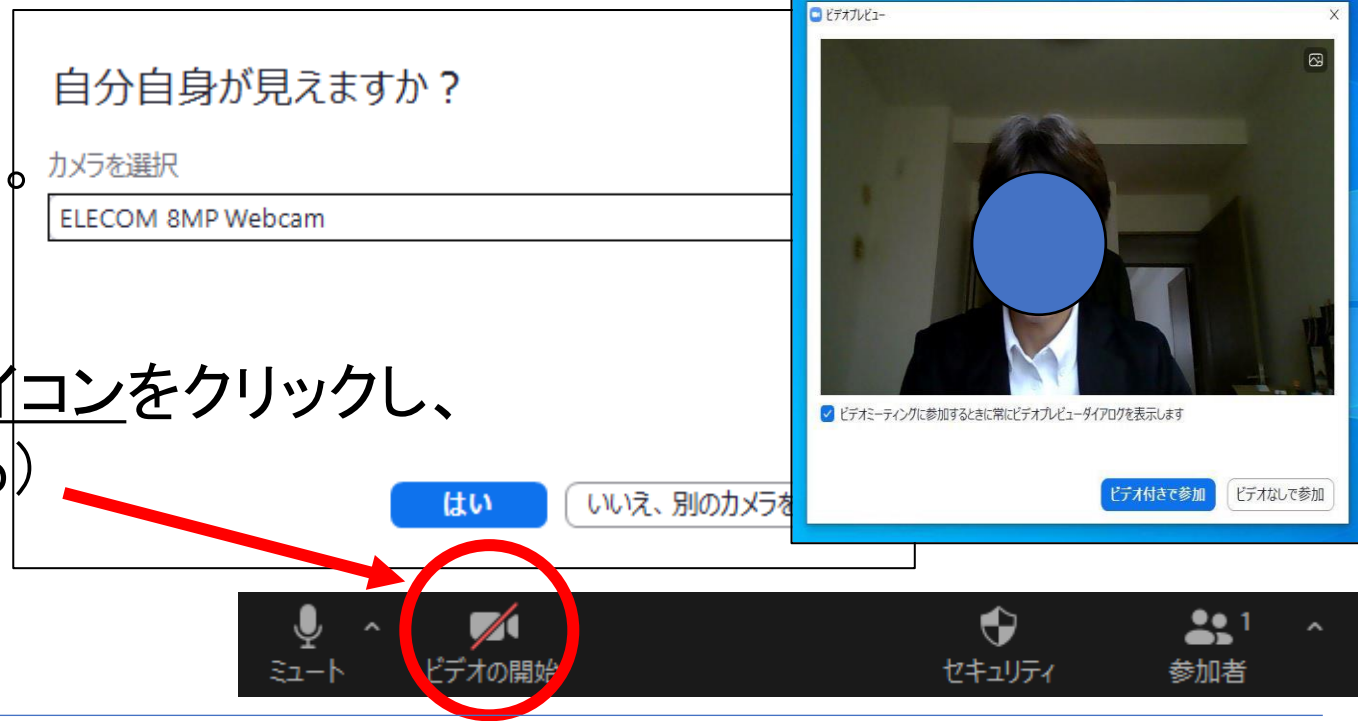 ビデオプレビュー
自分自身が見えますか？
。
カメラを選択
ELECOM 8MP Webcam
ビデオミーティングに参加するときに常にビデオプレビューダイアログを表示します
イコンをクリックし、
る）
はい
いいえ、別のカメラを
ビデオ付きで参加
ビデオなしで参加
1
ミュート
ビデオの開始
セキュリティ
参加者